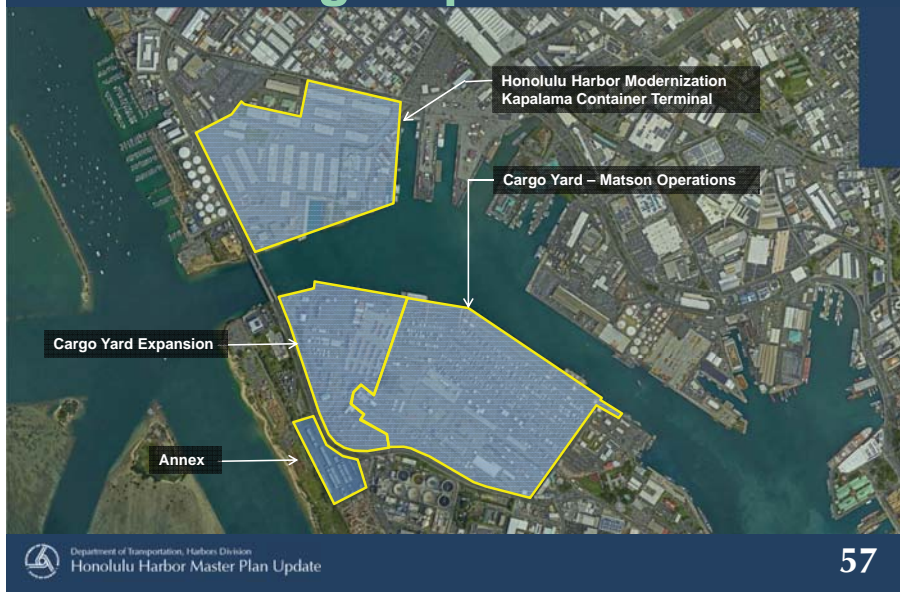 Honolulu Harbor Modernization
Kapalama Container Terminal
Cargo Yard – Matson Operations
Cargo Yard Expansion
Annex
Department of Transportation, Harbors Division
Honolulu Harbor Master Plan Update
57